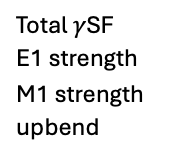 Total γSF
E1 strength
M1 strength
upbend